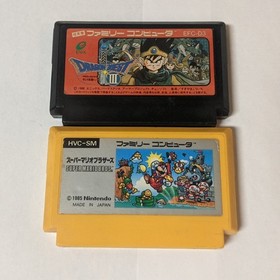 ファミリー コンピュータ
EFC-D3
DRAGON QUEST
III
HVC-SM
ファミリー コンピュータ
スーパーマリオブラザーズ
SUPER MARIO BROS.
©1985 Nintendo
MADE IN JAPAN